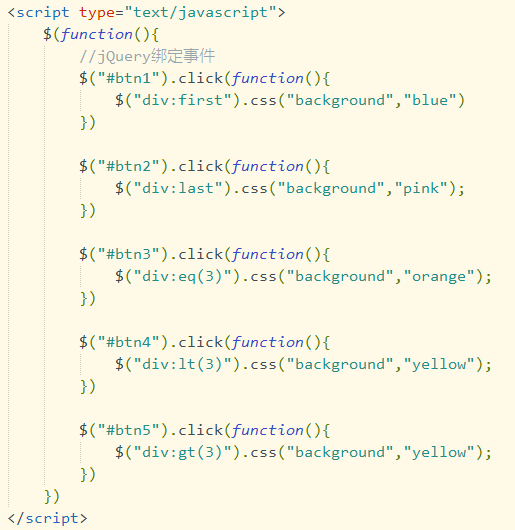 <script type="text/javascript">
    $(function(){
        //jQuery绑定事件
        $("#btn1").click(function(){
            $("div:first").css("background","blue")
        })

        $("#btn2").click(function(){
            $("div:last").css("background","pink");
        })

        $("#btn3").click(function(){
            $("div:eq(3)").css("background","orange");
        })

        $("#btn4").click(function(){
            $("div:lt(3)").css("background","yellow");
        })

        $("#btn5").click(function(){
            $("div:gt(3)").css("background","yellow");
        })
    })
</script>